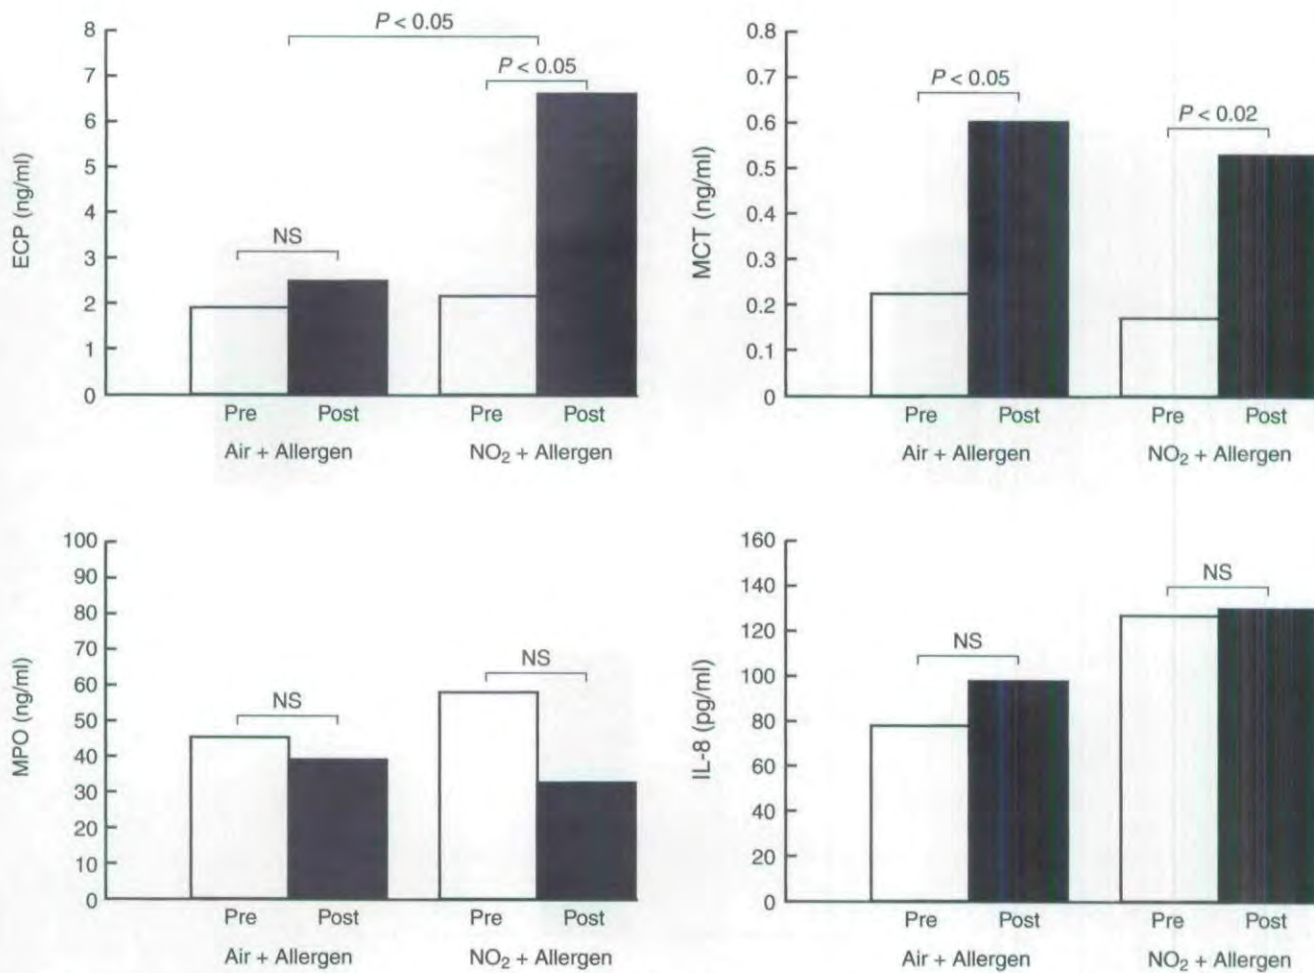 P < 0.05
P < 0.05
NS
ECP (ng/ml)
8
7
6
5
4
3
2
1
0
Pre
Post
Pre
Post
Air + Allergen
NO₂ + Allergen
P < 0.05
P < 0.02
MCT (ng/ml)
0.8
0.7
0.6
0.5
0.4
0.3
0.2
0.1
0
Pre
Post
Pre
Post
Air + Allergen
NO₂ + Allergen
NS
NS
MPO (ng/ml)
100
90
80
70
60
50
40
30
20
10
0
Pre
Post
Pre
Post
Air + Allergen
NO₂ + Allergen
NS
NS
IL-8 (pg/ml)
160
140
120
100
80
60
40
20
0
Pre
Post
Pre
Post
Air + Allergen
NO₂ + Allergen